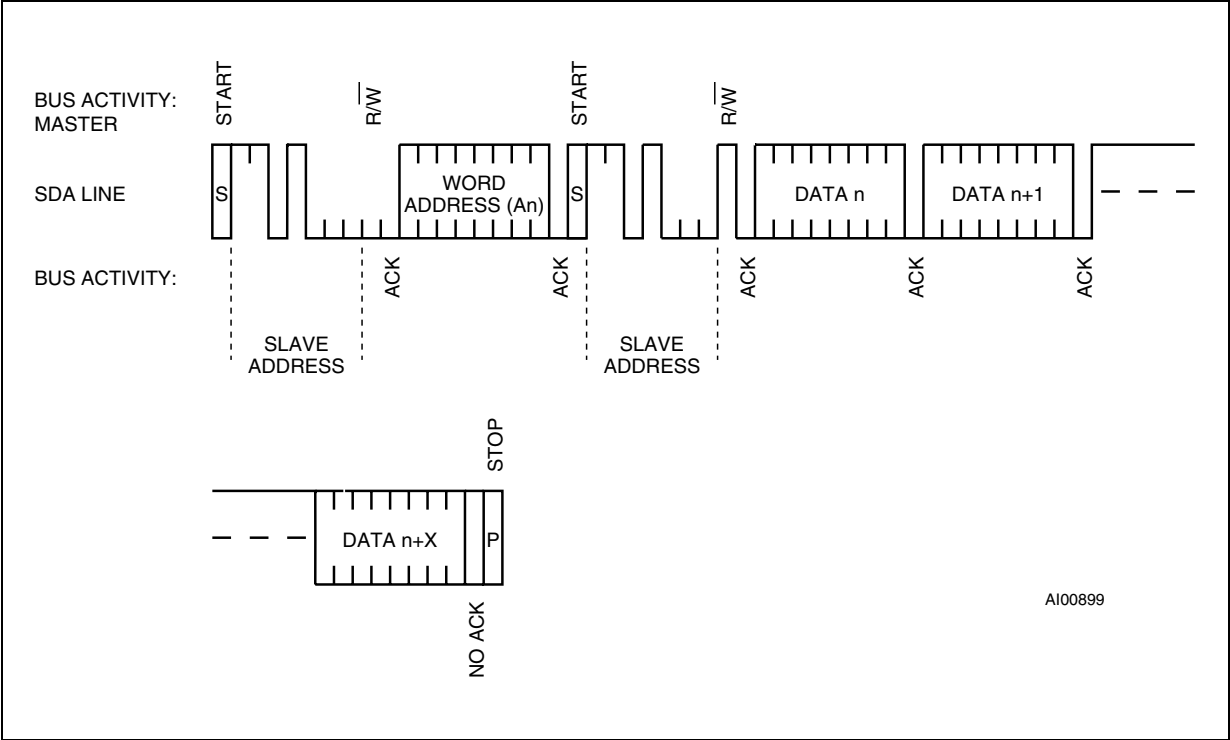 BUS ACTIVITY:
MASTER
START
R/W
START
R/W
SDA LINE
S
WORD
ADDRESS (An)
S
DATA n
DATA n+1
BUS ACTIVITY:
ACK
ACK
ACK
ACK
ACK
SLAVE
ADDRESS
SLAVE
ADDRESS
STOP
DATA n+X
P
NO ACK
AI00899